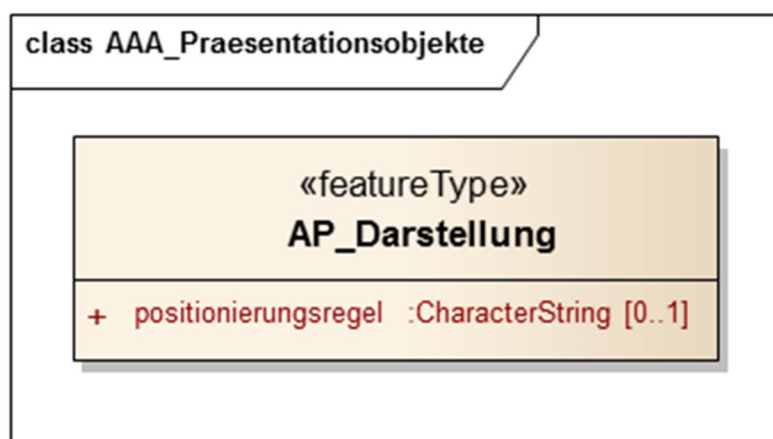 class AAA_Praesentationsobjekte
«featureType»
AP_Darstellung
+ positionierungsregel :CharacterString [0..1]